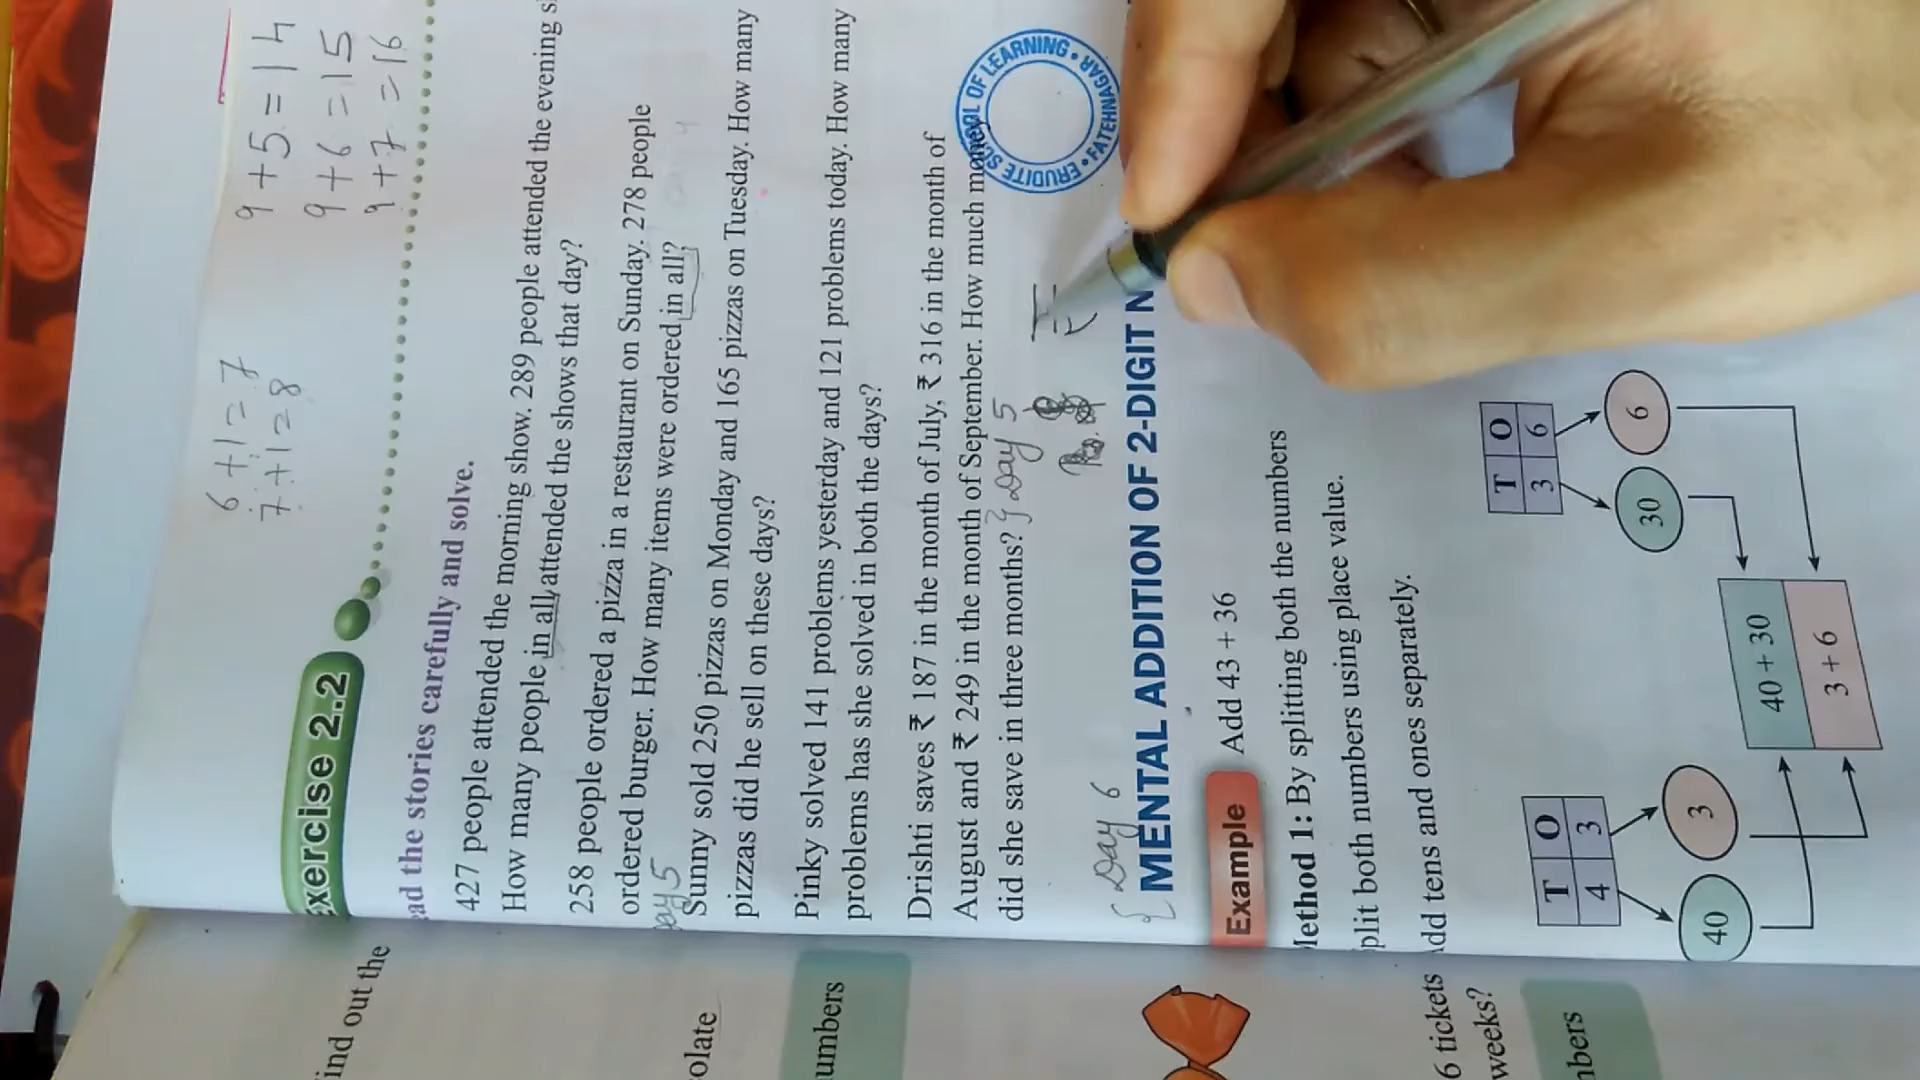 6 + 1 = 7
7 + 1 = 8
9 + 5 = 14
9 + 6 = 15
9 + 7 = 16
Exercise 2.2
ad the stories carefully and solve.
427 people attended the morning show. 289 people attended the evening
How many people in all attended the shows that day?
258 people ordered a pizza in a restaurant on Sunday. 278 people
ordered burger. How many items were ordered in all?
Day 5
Sunny sold 250 pizzas on Monday and 165 pizzas on Tuesday. How many
pizzas did he sell on these days?
Pinky solved 141 problems yesterday and 121 problems today. How many
problems has she solved in both the days?
Drishti saves ₹ 187 in the month of July, ₹ 316 in the month of
August and ₹ 249 in the month of September. How much money
did she save in three months? } Day 5
ERUDITE SCHOOL OF LEARNING • FATEHNAGAR •
{ Day 6
MENTAL ADDITION OF 2-DIGIT N
Example Add 43 + 36
Method 1: By splitting both the numbers
Split both numbers using place value.
Add tens and ones separately.
T O
4 3
40 3
T O
3 6
30 6
40 + 30
3 + 6
ind out the
olate
umbers
6 tickets
weeks?
nbers